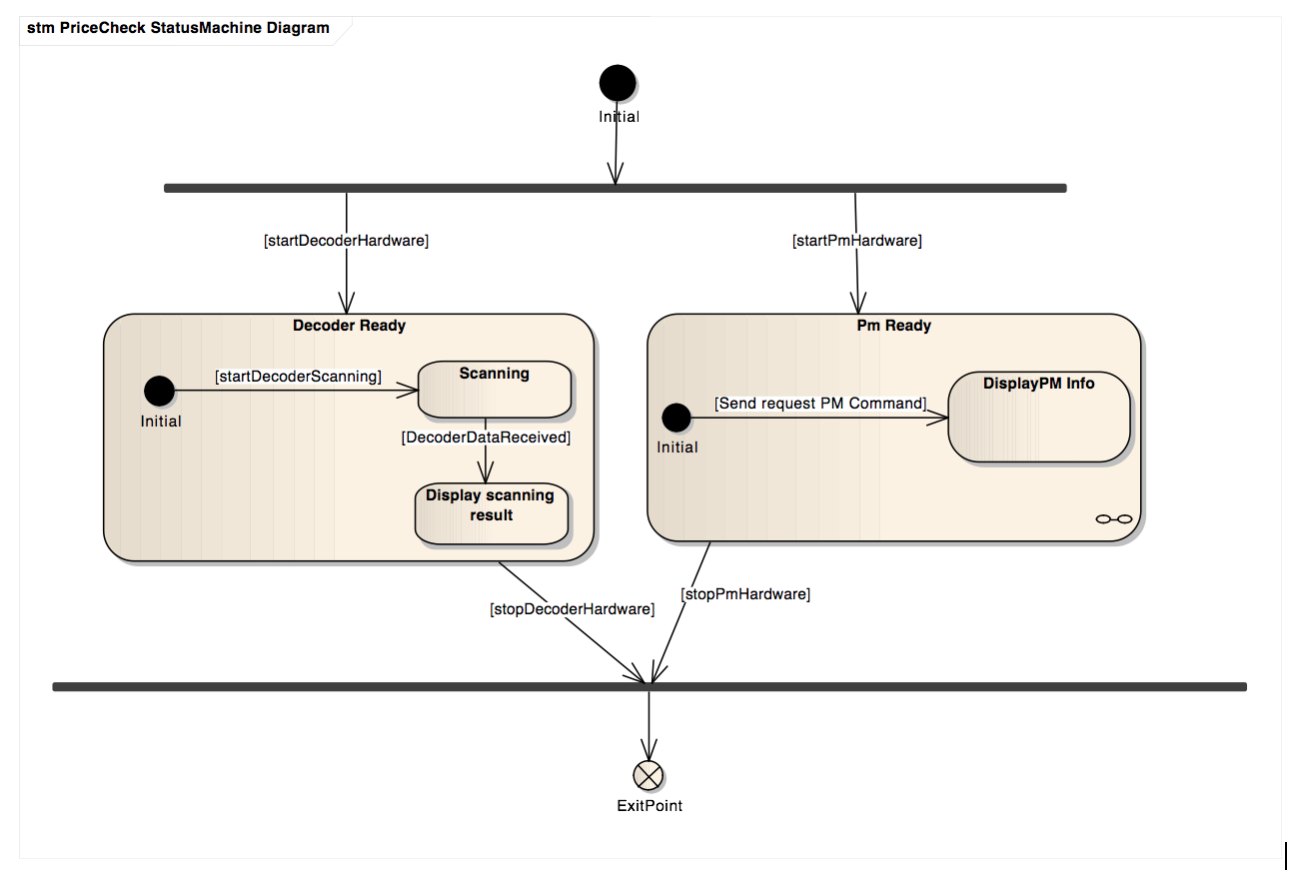 stm PriceCheck StatusMachine Diagram
Initial
[startDecoderHardware]
[startPmHardware]
Decoder Ready
[startDecoderScanning]
Scanning
Initial
[DecoderDataReceived]
Display scanning
result
Pm Ready
DisplayPM Info
[Send request PM Command]
Initial
[stopDecoderHardware]
[stopPmHardware]
ExitPoint